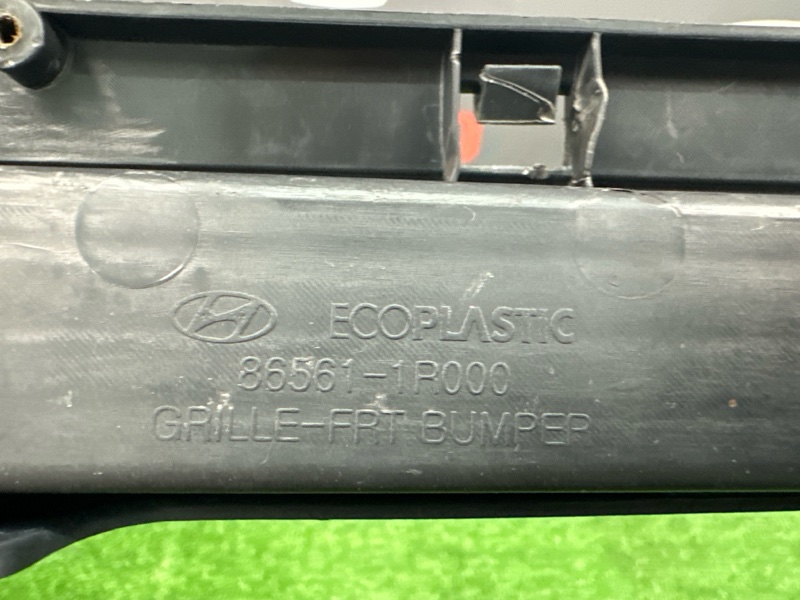 ECOPLASTIC
86561-1R000
GRILLE-FRT BUMPER